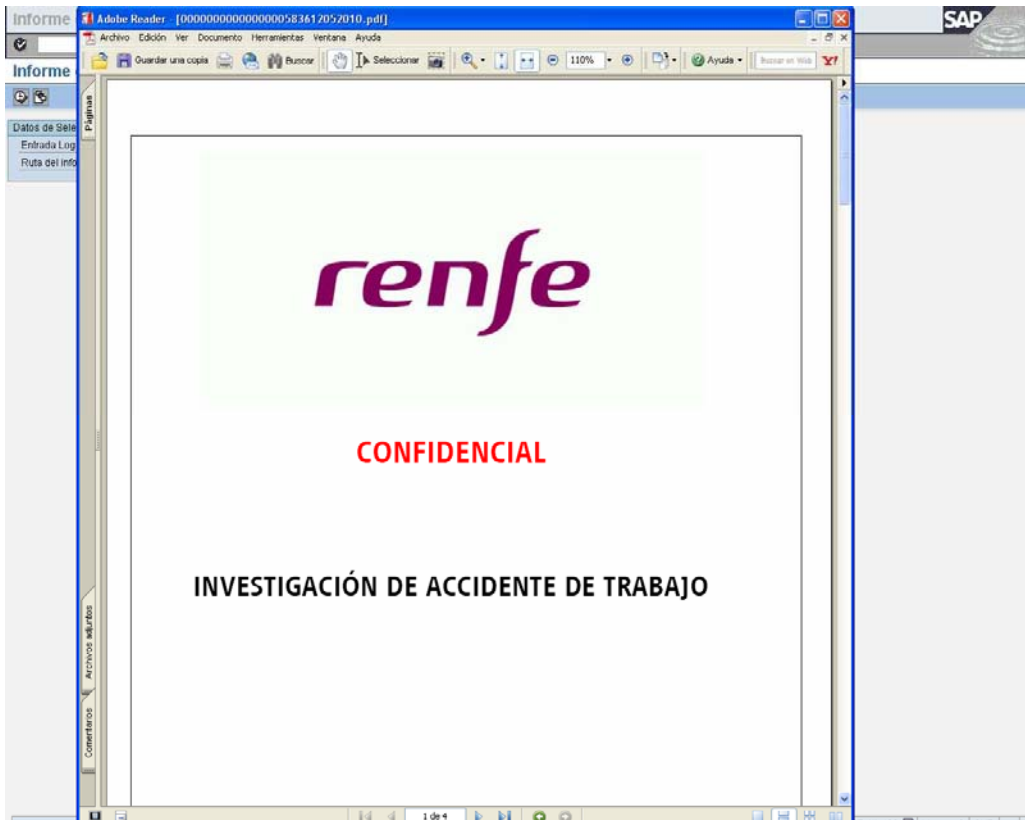 Informe
Adobe Reader - [0000000000000000583612052010.pdf]
SAP
Archivo Edición Ver Documento Herramientas Ventana Ayuda
Guardar una copia Buscar Seleccionar 110% Ayuda Buscar en Web Y!
Informe
Páginas
Datos de Sele
Entrada Log
Ruta del info
renfe
CONFIDENCIAL
INVESTIGACIÓN DE ACCIDENTE DE TRABAJO
Archivos adjuntos
Comentarios
1 de 4